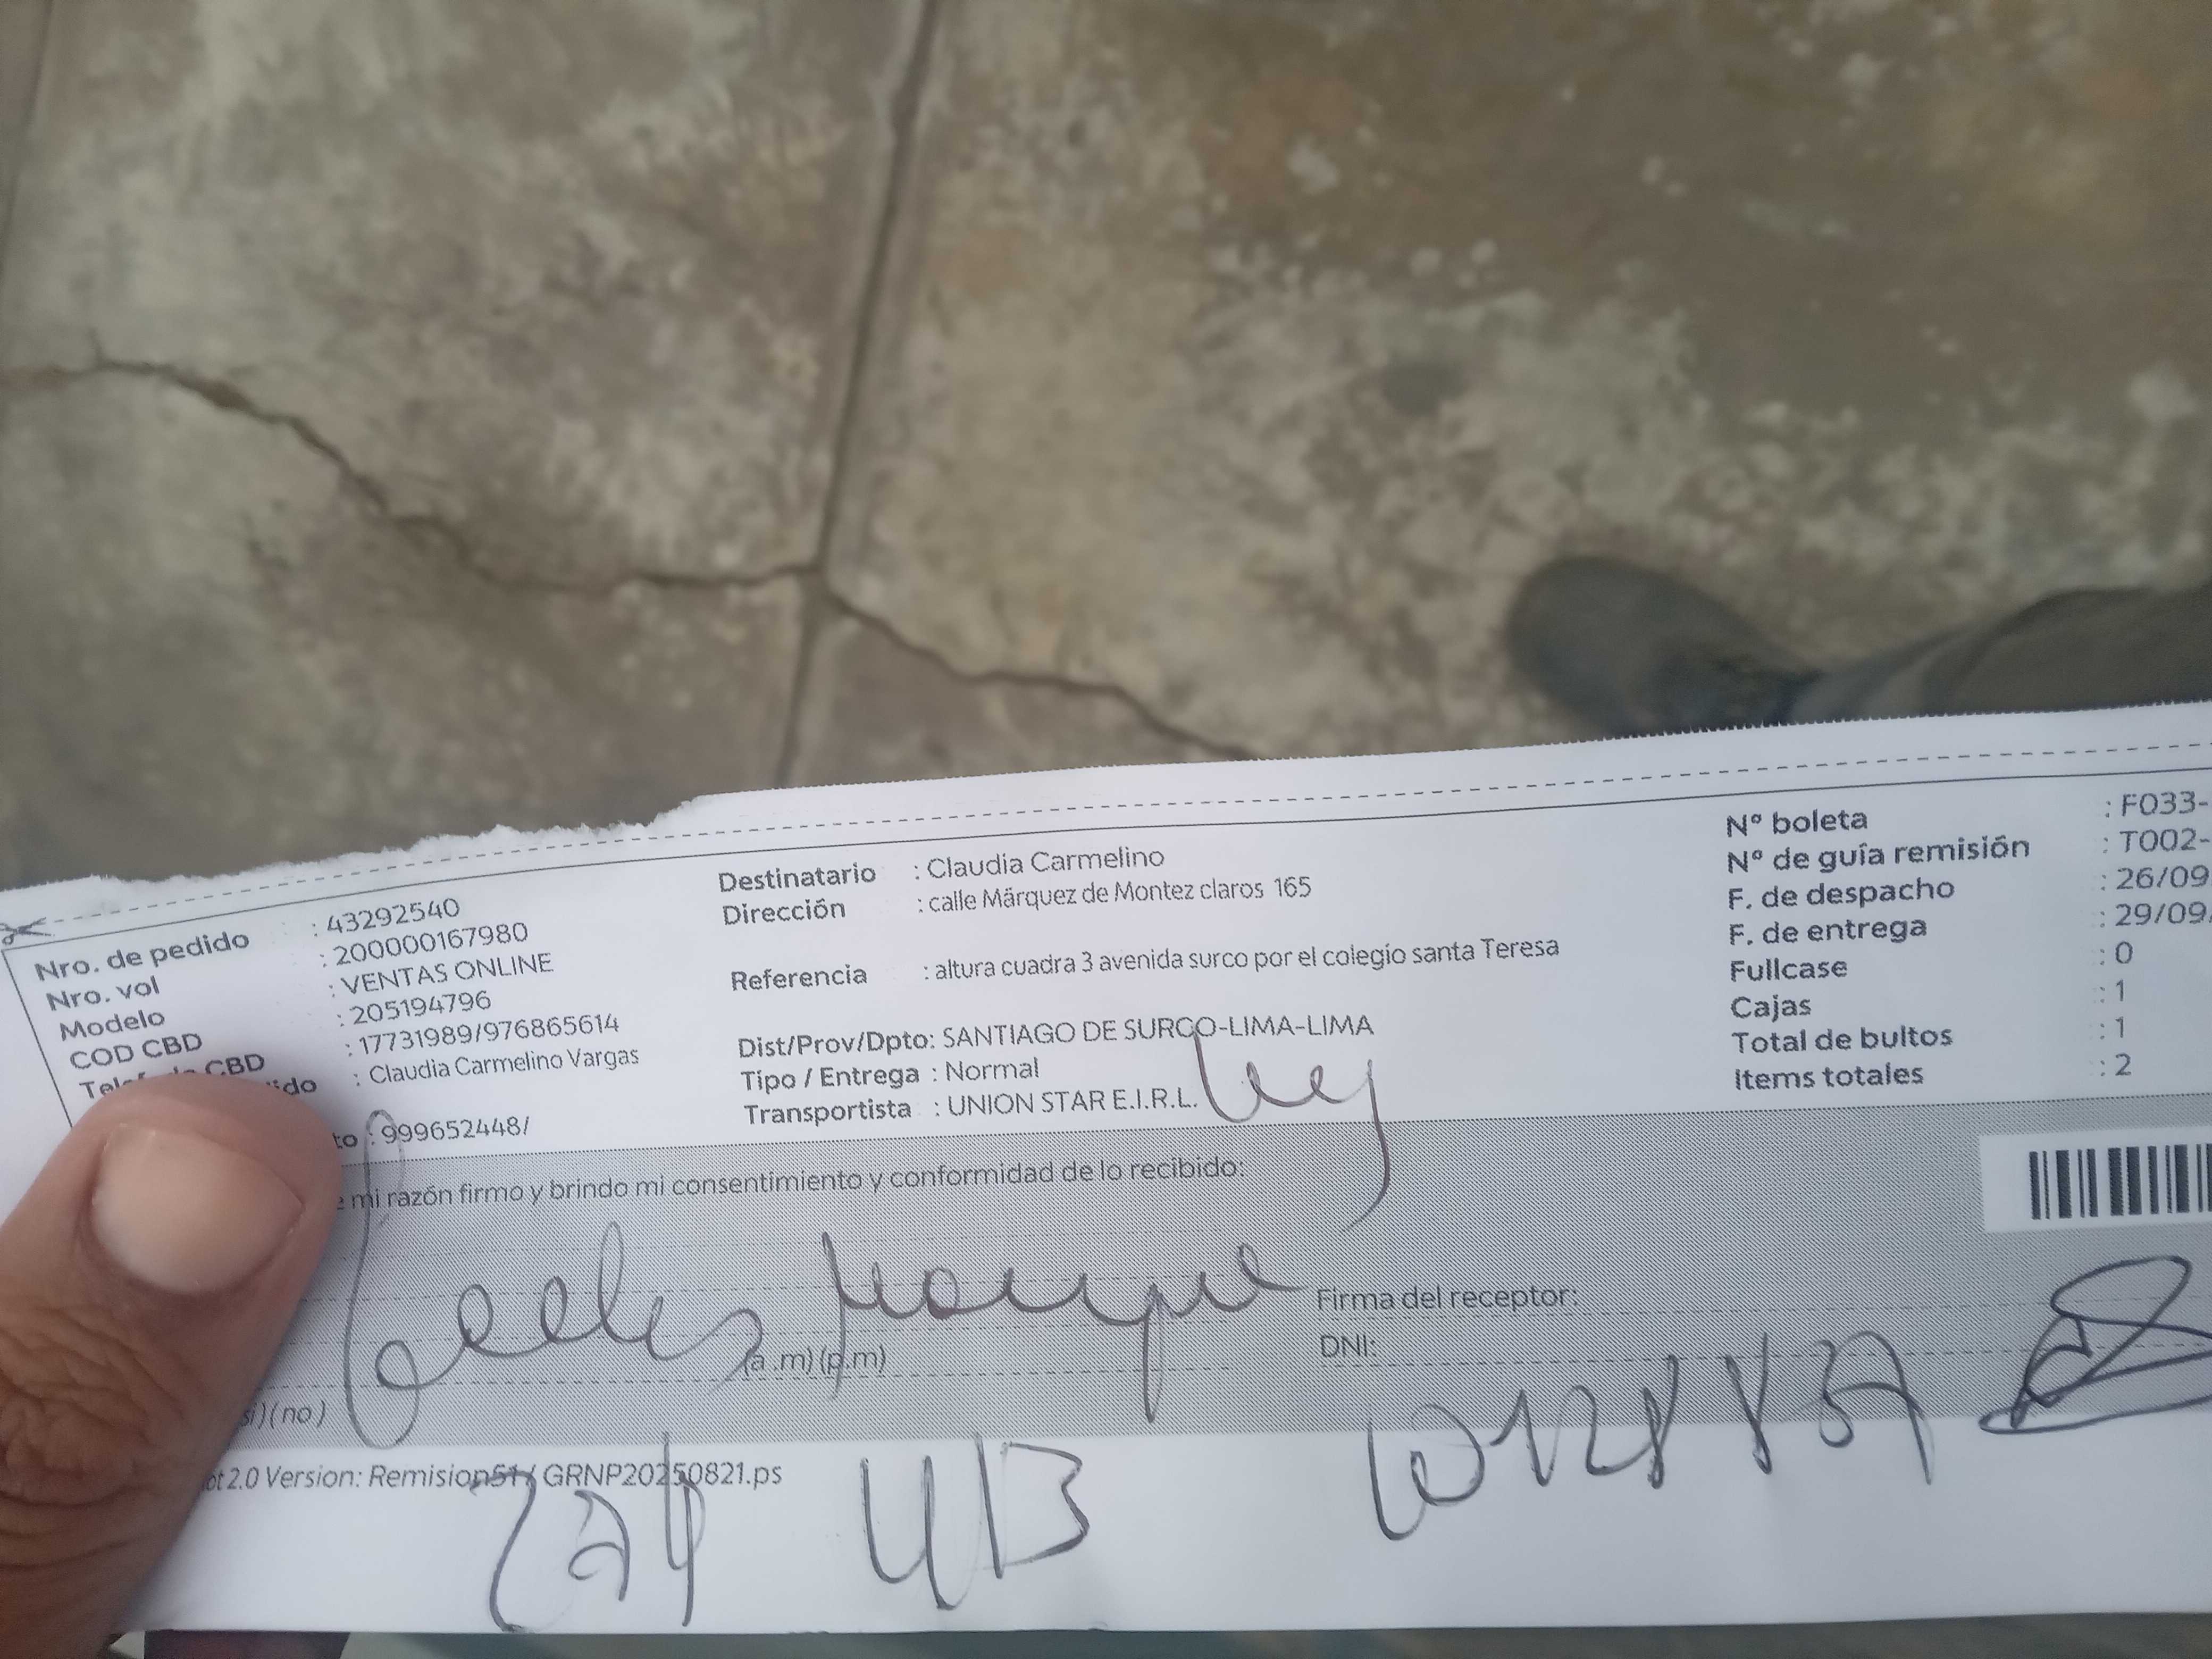 Nro. de pedido : 43292540
Nro. vol : 200000167980
Modelo : VENTAS ONLINE
COD CBD : 205194796
CBD : 17731989/976865614
ido : Claudia Carmelino Vargas
to : 999652448/
Destinatario : Claudia Carmelino
Dirección : calle Márquez de Montez claros 165
Referencia : altura cuadra 3 avenida surco por el colegio santa Teresa
Dist/Prov/Dpto: SANTIAGO DE SURCO-LIMA-LIMA
Tipo / Entrega : Normal
Transportista : UNION STAR E.I.R.L.
Nº boleta : F033-
Nº de guía remisión : T002-
F. de despacho : 26/09
F. de entrega : 29/09
Fullcase : 0
Cajas : 1
Total de bultos : 1
Items totales : 2
mi razón firmo y brindo mi consentimiento y conformidad de lo recibido:
Firma del receptor:
(a .m) (p.m)
DNI:
si) (no)
ot 2.0 Version: Remision51 / GRNP20250821.ps